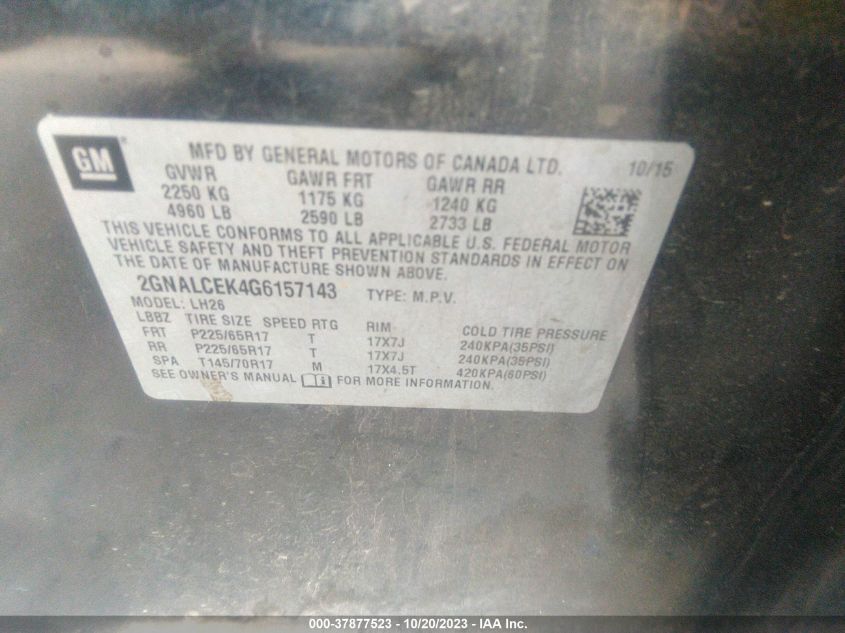 GM
MFD BY GENERAL MOTORS OF CANADA LTD. 10/15
GVWR GAWR FRT GAWR RR
2250 KG 1175 KG 1240 KG
4960 LB 2590 LB 2733 LB
THIS VEHICLE CONFORMS TO ALL APPLICABLE U.S. FEDERAL MOTOR
VEHICLE SAFETY AND THEFT PREVENTION STANDARDS IN EFFECT ON
THE DATE OF MANUFACTURE SHOWN ABOVE.
2GNALCEK4G6157143 TYPE: M.P.V.
MODEL: LH26
LBBZ TIRE SIZE SPEED RTG RIM COLD TIRE PRESSURE
FRT P225/65R17 T 17X7J 240KPA(35PSI)
RR P225/65R17 T 17X7J 240KPA(35PSI)
SPA T145/70R17 M 17X4.5T 420KPA(60PSI)
SEE OWNER'S MANUAL FOR MORE INFORMATION.
000-37877523 - 10/20/2023 - IAA Inc.